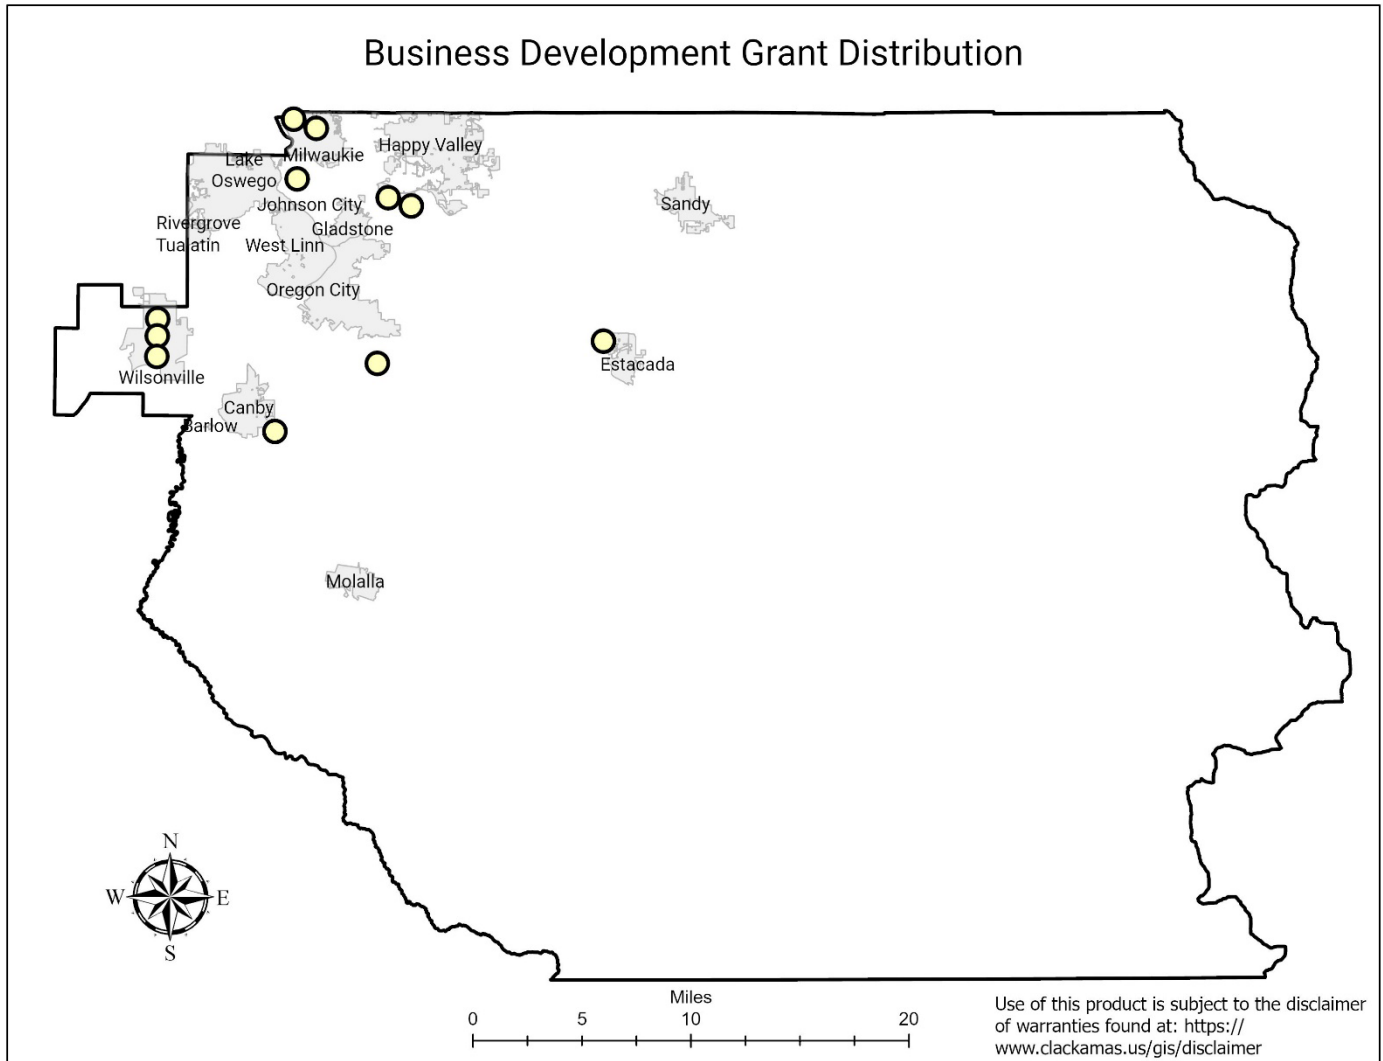 Business Development Grant Distribution
Milwaukie
Happy Valley
Lake
Oswego
Johnson City
Sandy
Rivergrove
Gladstone
Tualatin
West Linn
Oregon City
Estacada
Wilsonville
Canby
Barlow
Molalla
N
W
E
S
Miles
0 5 10 20
Use of this product is subject to the disclaimer
of warranties found at: https://
www.clackamas.us/gis/disclaimer